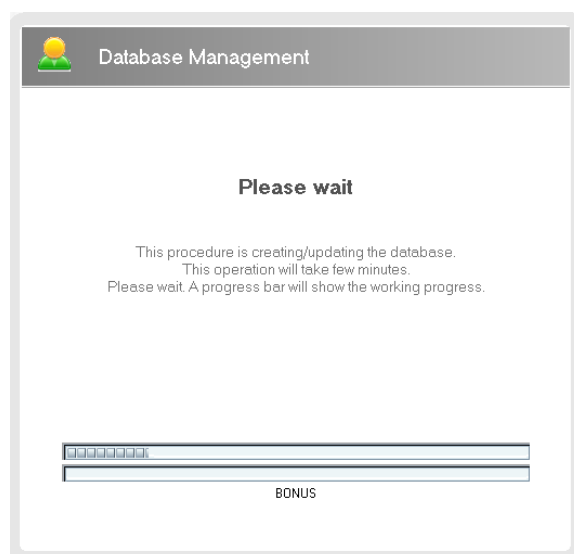 Database Management
Please wait
This procedure is creating/updating the database.
This operation will take few minutes.
Please wait. A progress bar will show the working progress.
BONUS